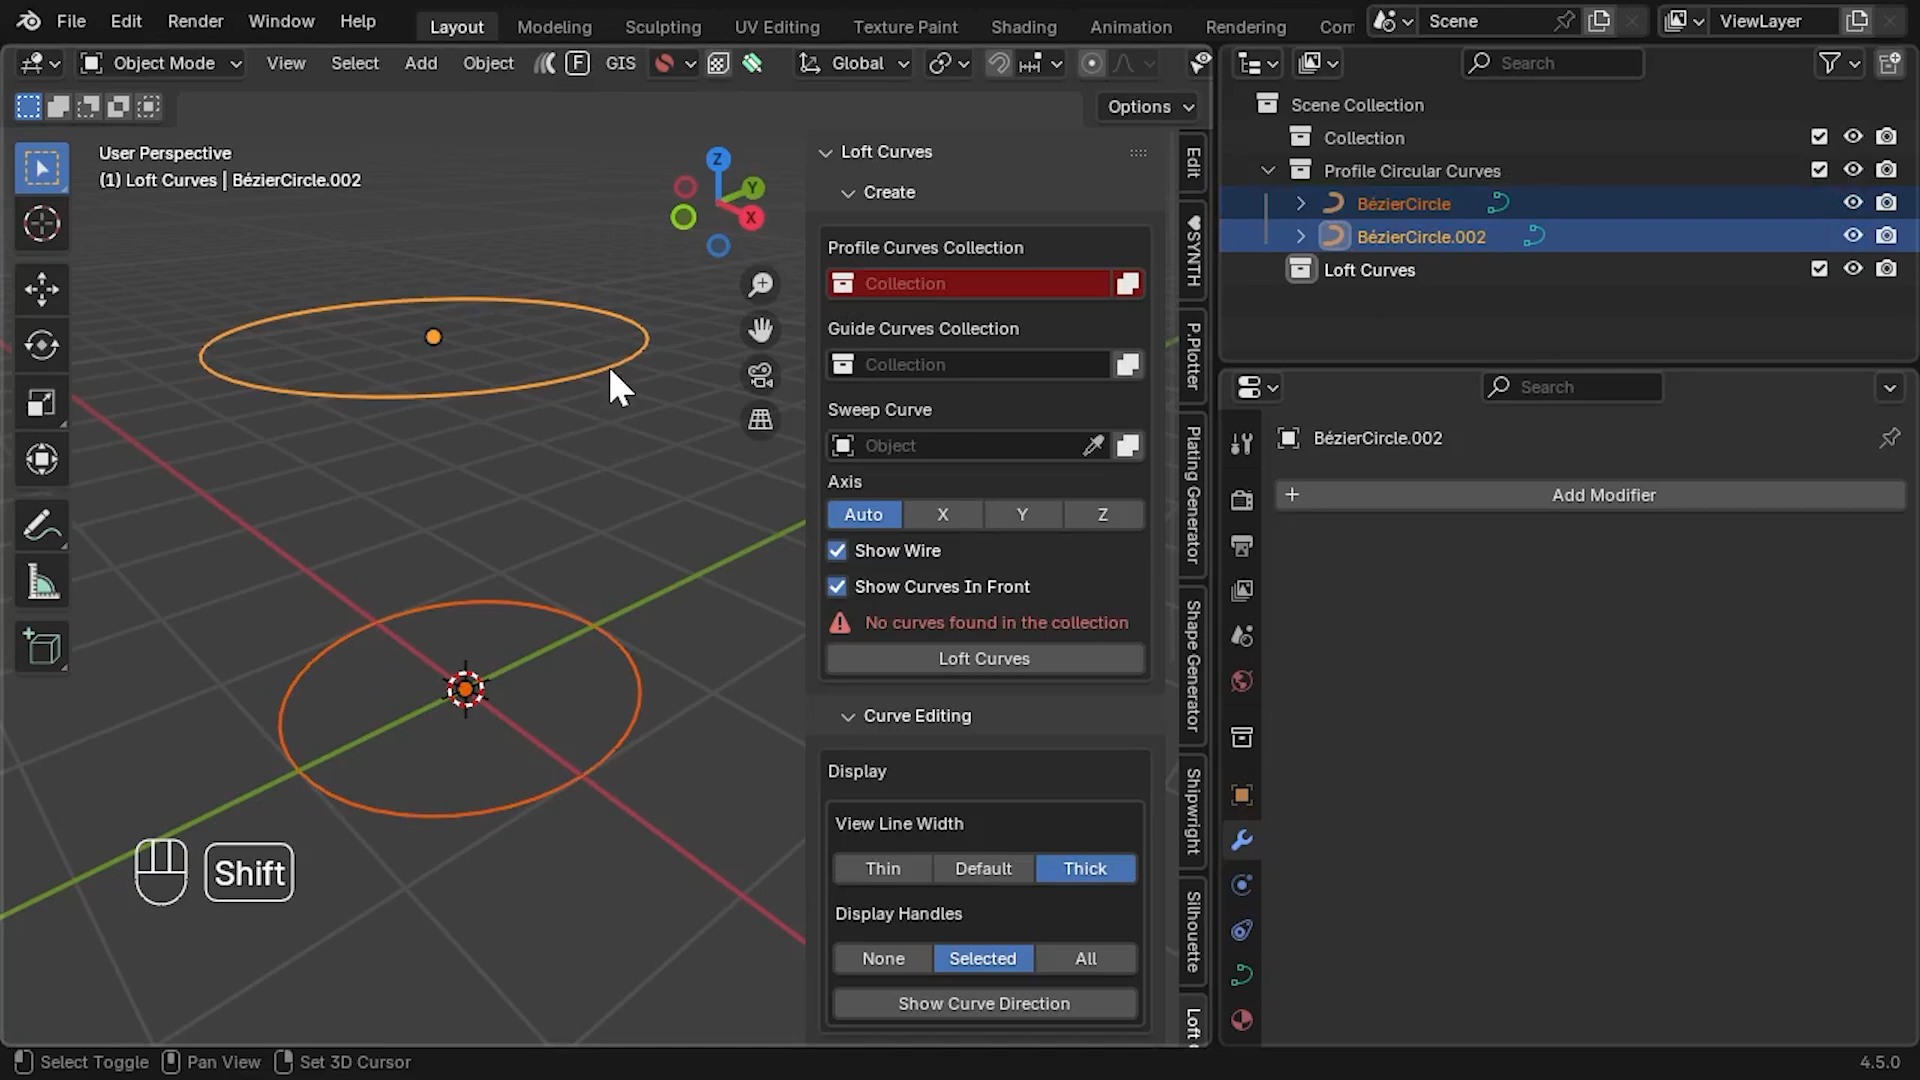 File Edit Render Window Help
Layout Modeling Sculpting UV Editing Texture Paint Shading Animation Rendering Com
Scene
ViewLayer
Object Mode View Select Add Object F GIS Global
Search
Options
User Perspective
(1) Loft Curves | BézierCircle.002
Z
Y
X
Loft Curves
Create
Profile Curves Collection
Collection
Guide Curves Collection
Collection
Sweep Curve
Object
Axis
Auto X Y Z
Show Wire
Show Curves In Front
No curves found in the collection
Loft Curves
Curve Editing
Display
View Line Width
Thin Default Thick
Display Handles
None Selected All
Show Curve Direction
Edit
♥SYNTH
P.Plotter
Plating Generator
Shape Generator
Shipwright
Silhouette
Loft
Scene Collection
Collection
Profile Circular Curves
BézierCircle
BézierCircle.002
Loft Curves
Search
BézierCircle.002
Add Modifier
Shift
Select Toggle Pan View Set 3D Cursor
4.5.0